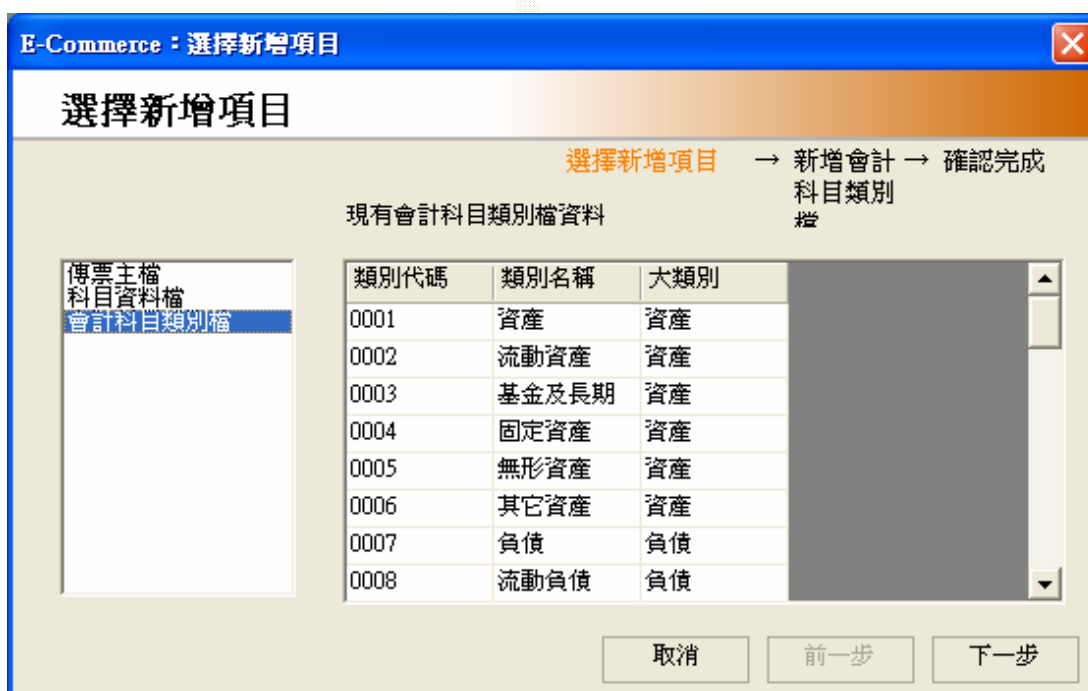 E-Commerce：選擇新增項目
選擇新增項目
選擇新增項目 → 新增會計科目類別檔 → 確認完成
現有會計科目類別檔資料
傳票主檔
科目資料檔
會計科目類別檔
類別代碼 類別名稱 大類別
0001 資產 資產
0002 流動資產 資產
0003 基金及長期 資產
0004 固定資產 資產
0005 無形資產 資產
0006 其它資產 資產
0007 負債 負債
0008 流動負債 負債
取消 前一步 下一步